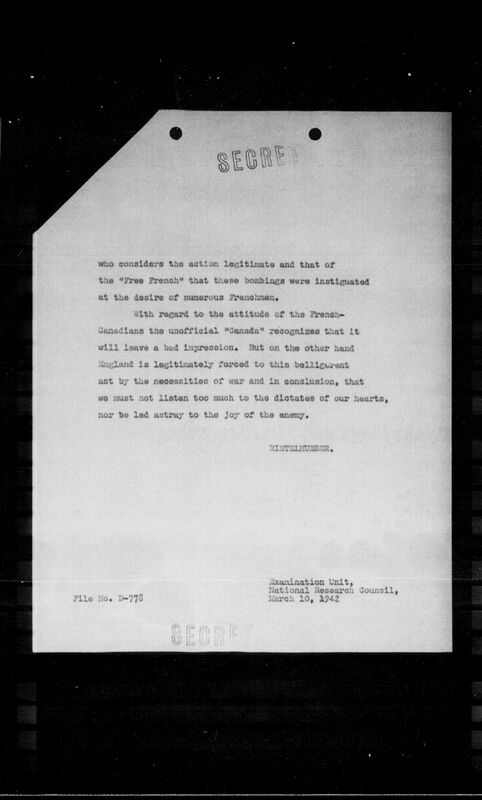 SECRET
who considers the action legitimate and that of
the "Free French" that these bombings were instiguated
at the desire of numerous Frenchmen.
With regard to the attitude of the French-
Canadians the unofficial "Canada" recognizes that it
will leave a bad impression. But on the other hand
England is legitimately forced to this belligurent
act by the necessities of war and in conclusion, that
we must not listen too much to the dictates of our hearts,
nor be led astray to the joy of the enemy.
RISTELHUEBER.
Examination Unit,
National Research Council,
File No. D-778 March 10, 1942
SECRE